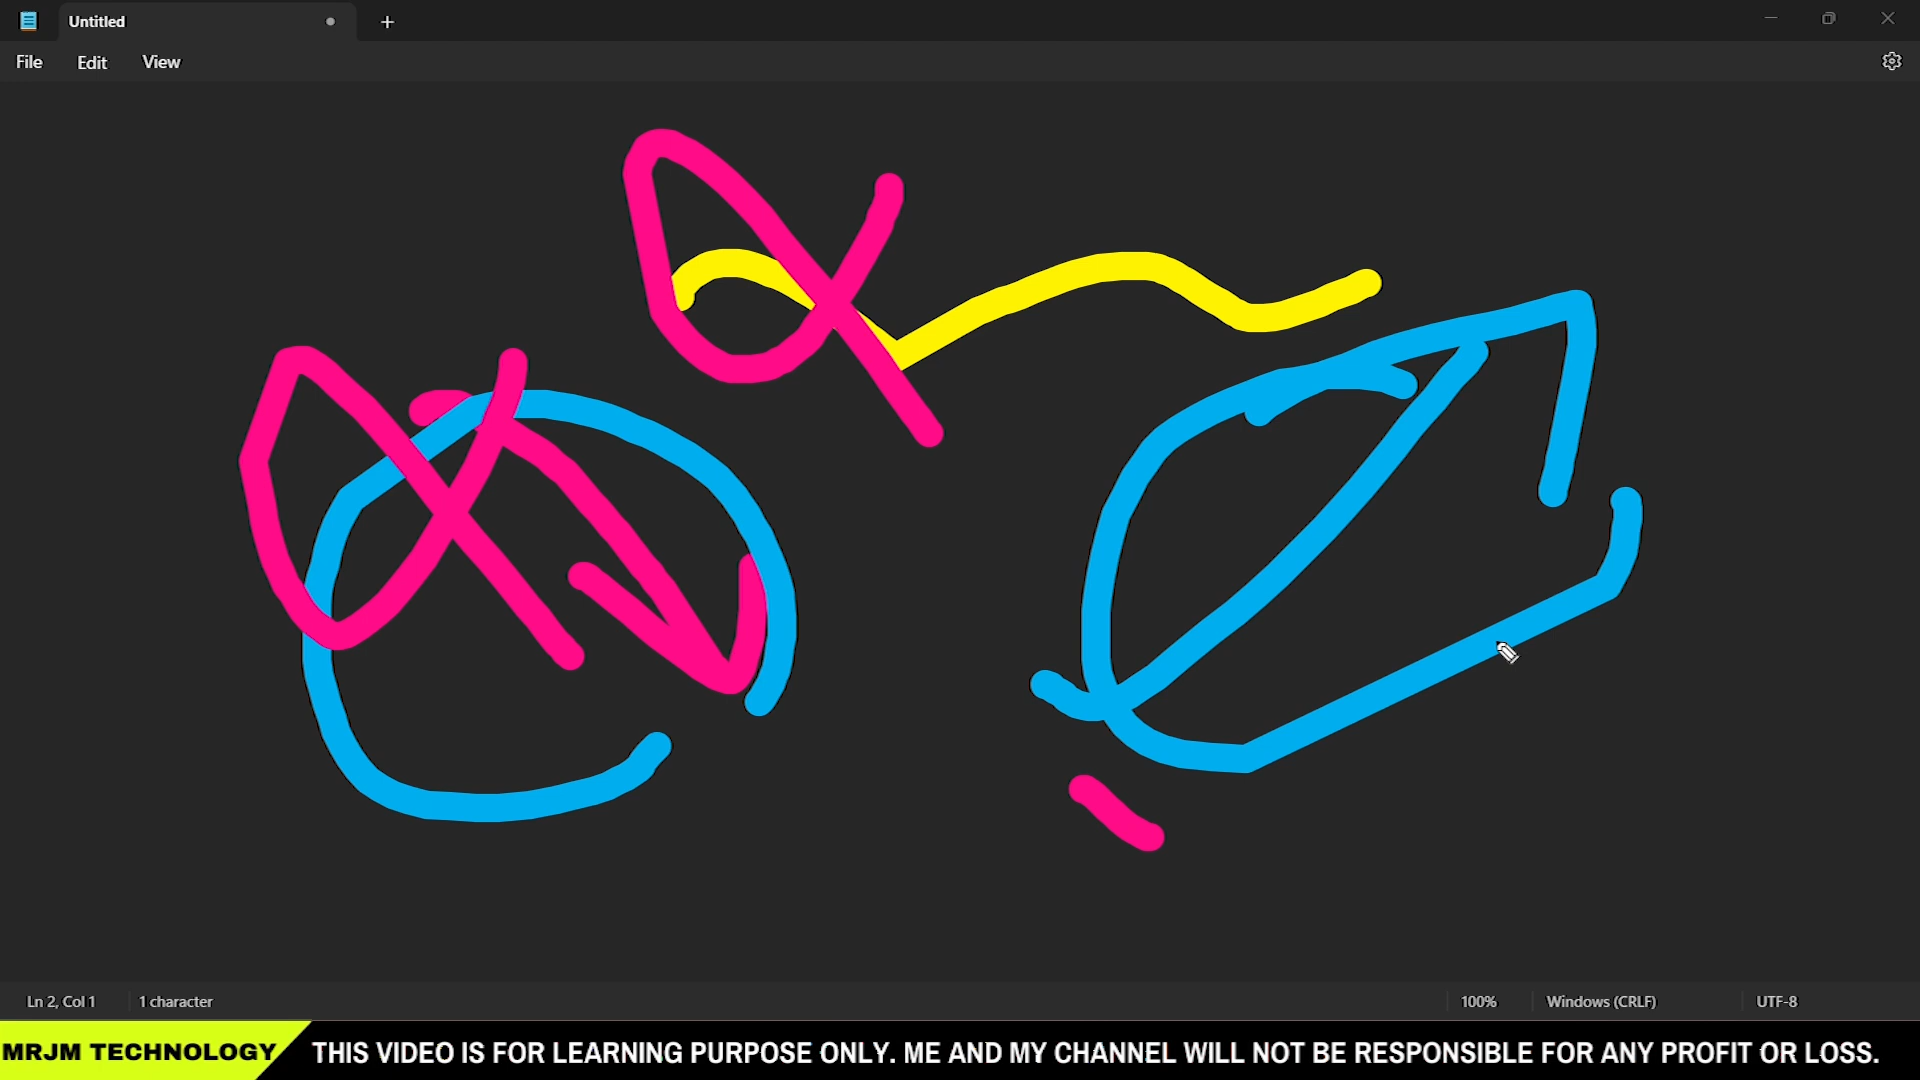 Untitled
File Edit View
Ln 2, Col 1 1 character 100% Windows (CRLF) UTF-8
MRJM TECHNOLOGY THIS VIDEO IS FOR LEARNING PURPOSE ONLY. ME AND MY CHANNEL WILL NOT BE RESPONSIBLE FOR ANY PROFIT OR LOSS.